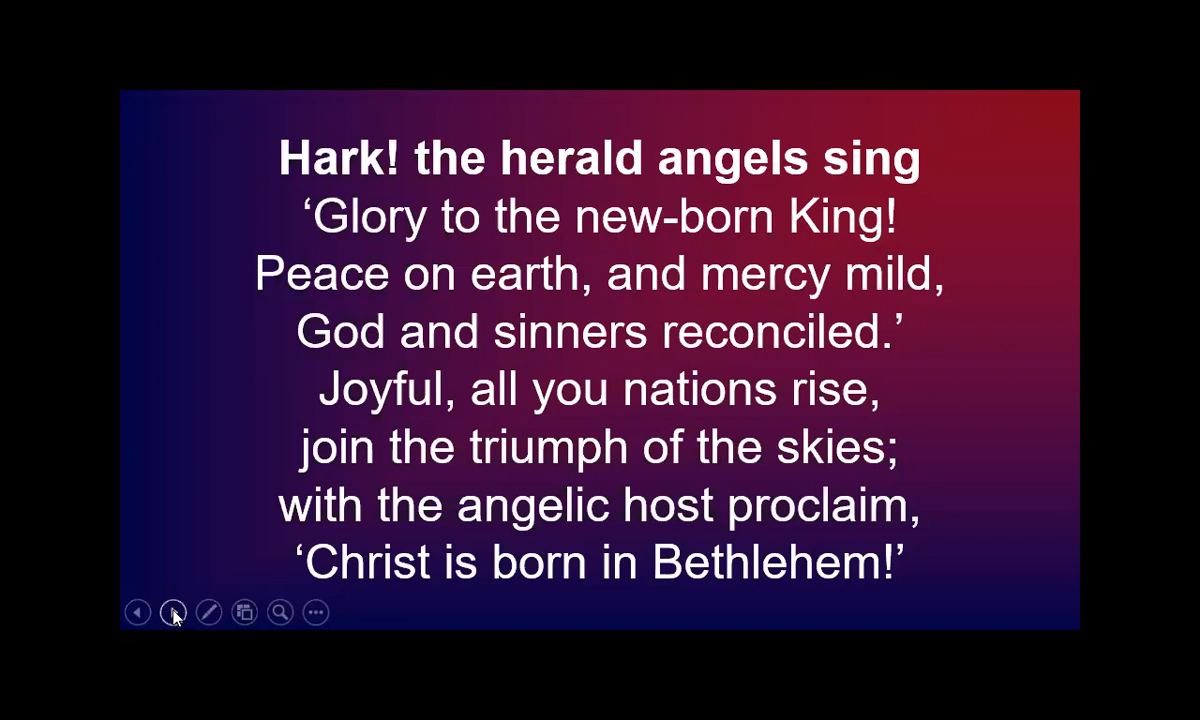 Hark! the herald angels sing
‘Glory to the new-born King!
Peace on earth, and mercy mild,
God and sinners reconciled.’
Joyful, all you nations rise,
join the triumph of the skies;
with the angelic host proclaim,
‘Christ is born in Bethlehem!’